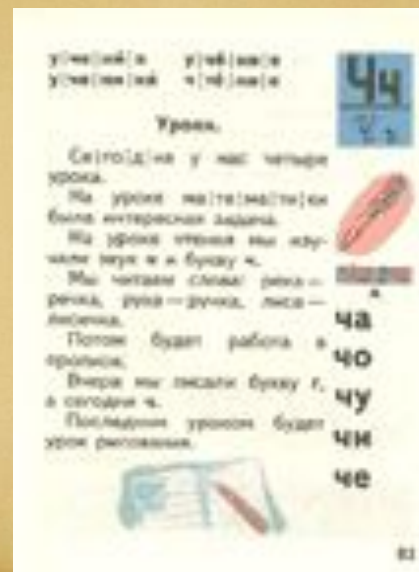 Чч
Уроки.
Се|го|д|ня у нас четыре
урока.
На уроке ма|те|ма|ти|ки
была интересная задача.
На уроке чтения мы изу-
чали звук ч и букву ч.
Мы читаем слова: река —
речка, рука — ручка, лиса —
лисичка.
Потом будет работа в
прописи.
Вчера мы писали букву г,
а сегодня ч.
Последним уроком будет
урок рисования.
ча
чо
чу
чи
че